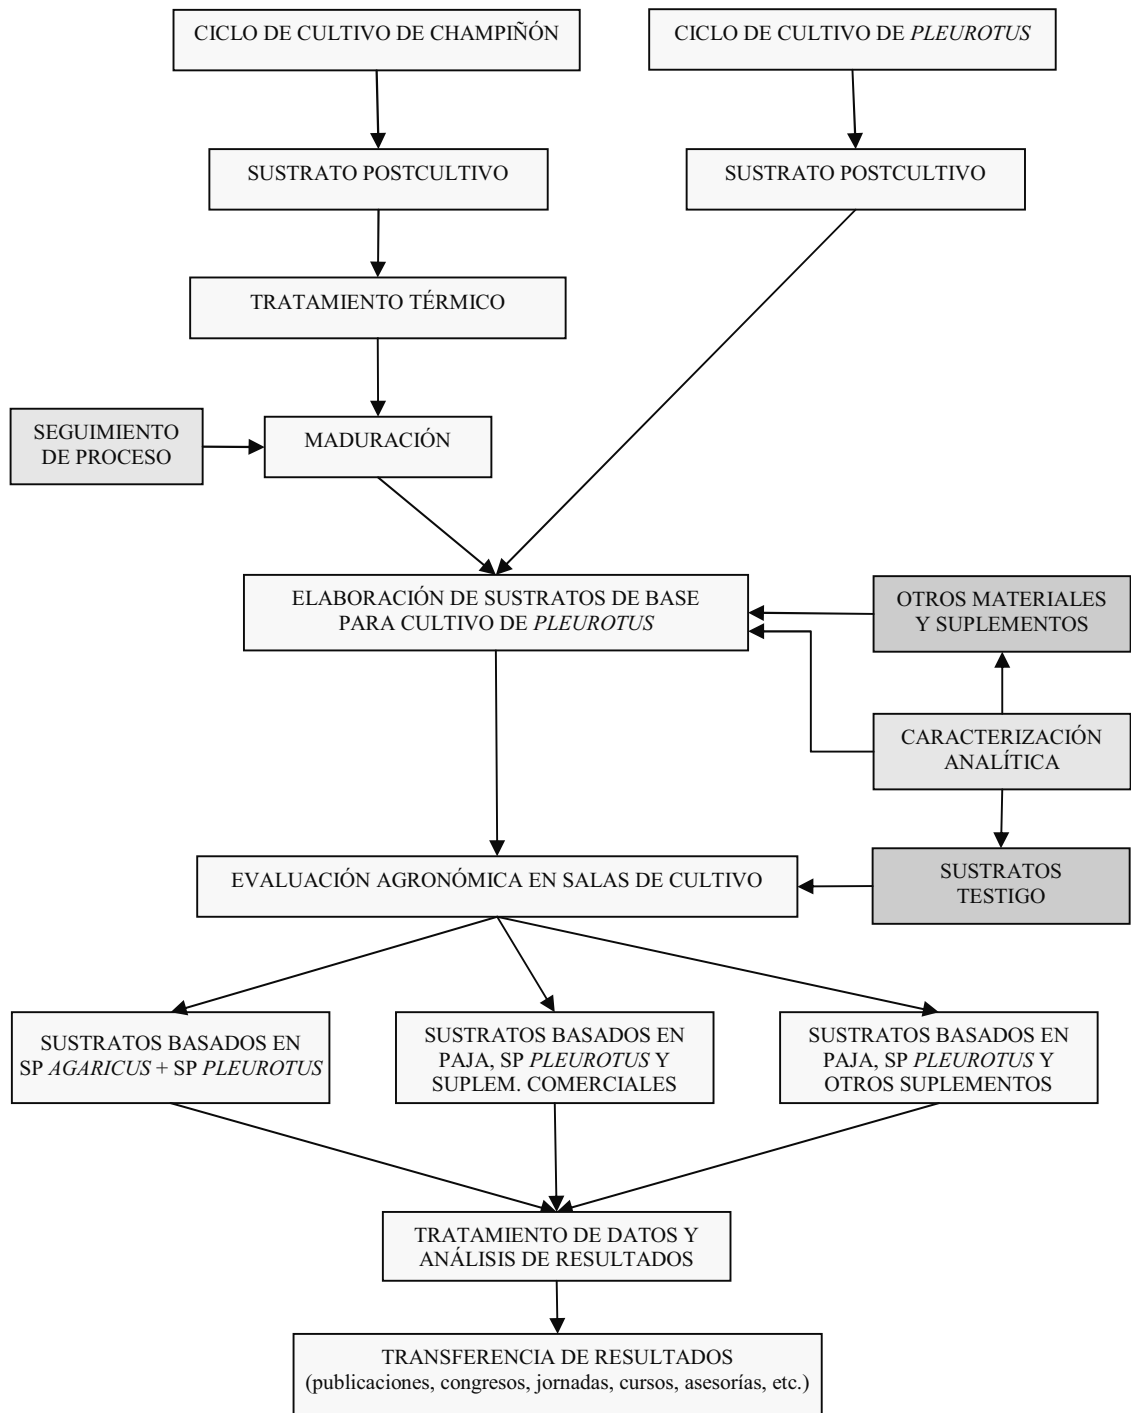 CICLO DE CULTIVO DE CHAMPIÑÓN
CICLO DE CULTIVO DE PLEUROTUS
SUSTRATO POSTCULTIVO
SUSTRATO POSTCULTIVO
TRATAMIENTO TÉRMICO
SEGUIMIENTO
DE PROCESO
MADURACIÓN
ELABORACIÓN DE SUSTRATOS DE BASE
PARA CULTIVO DE PLEUROTUS
OTROS MATERIALES
Y SUPLEMENTOS
CARACTERIZACIÓN
ANALÍTICA
EVALUACIÓN AGRONÓMICA EN SALAS DE CULTIVO
SUSTRATOS
TESTIGO
SUSTRATOS BASADOS EN
SP AGARICUS + SP PLEUROTUS
SUSTRATOS BASADOS EN
PAJA, SP PLEUROTUS Y
SUPLEM. COMERCIALES
SUSTRATOS BASADOS EN
PAJA, SP PLEUROTUS Y
OTROS SUPLEMENTOS
TRATAMIENTO DE DATOS Y
ANÁLISIS DE RESULTADOS
TRANSFERENCIA DE RESULTADOS
(publicaciones, congresos, jornadas, cursos, asesorías, etc.)